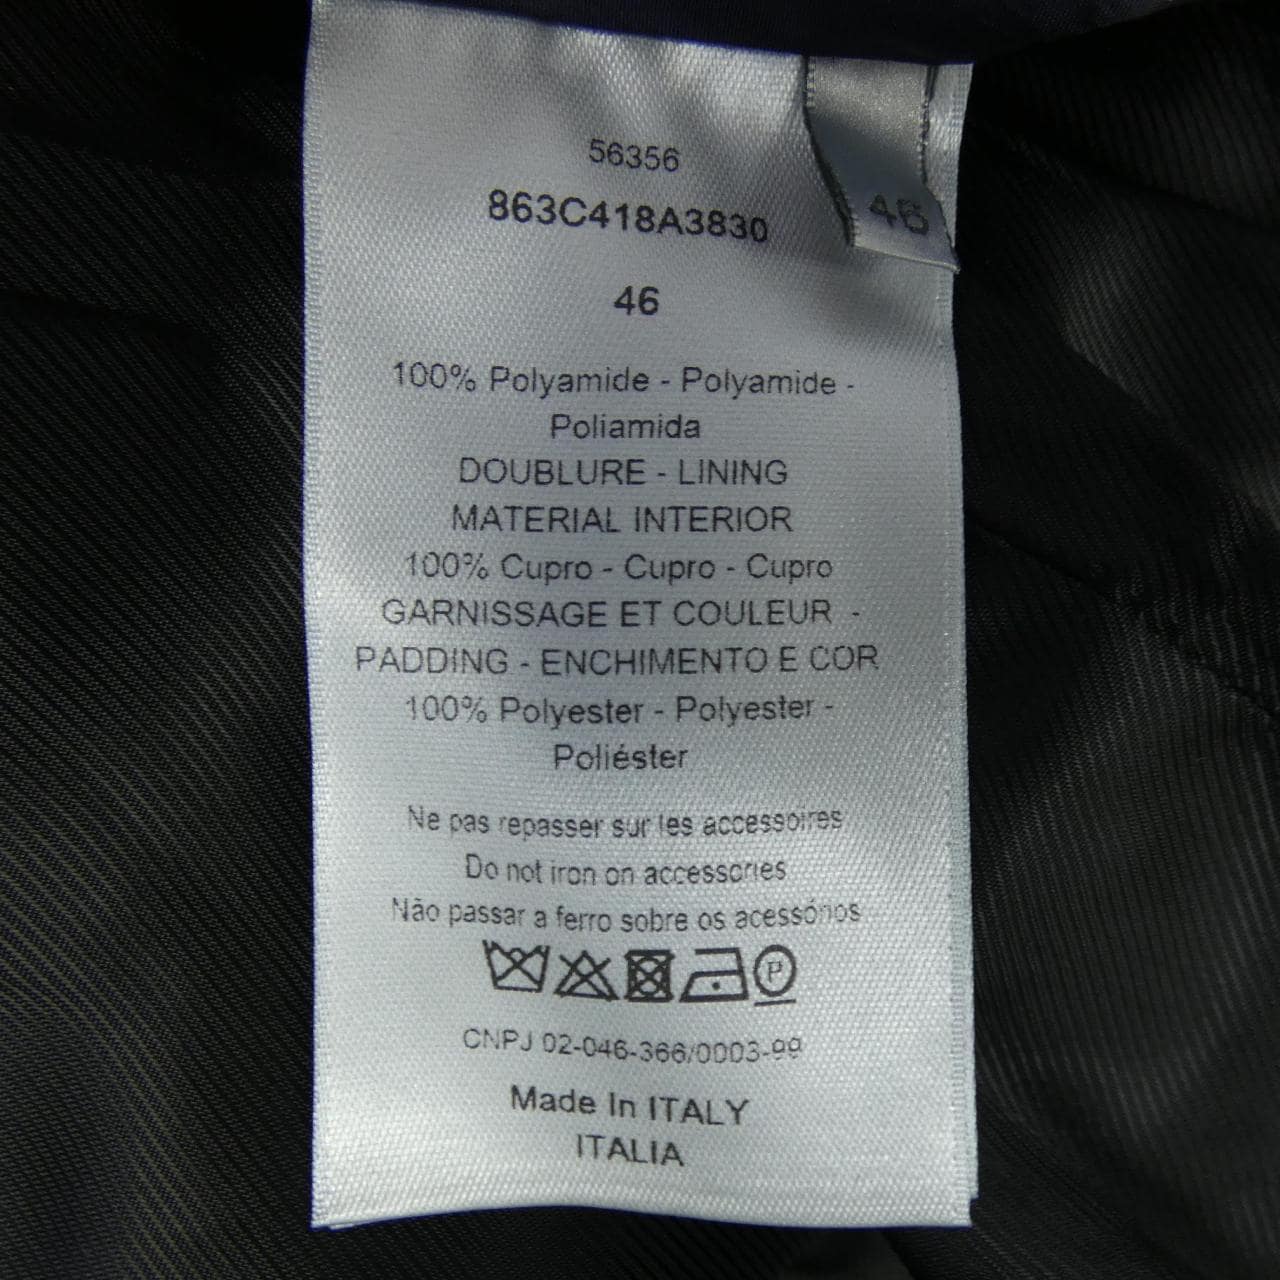 56356
863C418A3830
46
46
100% Polyamide - Polyamide -
Poliamida
DOUBLURE - LINING
MATERIAL INTERIOR
100% Cupro - Cupro - Cupro
GARNISSAGE ET COULEUR -
PADDING - ENCHIMENTO E COR
100% Polyester - Polyester -
Poliéster
Ne pas repasser sur les accessoires
Do not iron on accessories
Não passar a ferro sobre os acessórios
P
CNPJ 02-046-366/0003-99
Made In ITALY
ITALIA